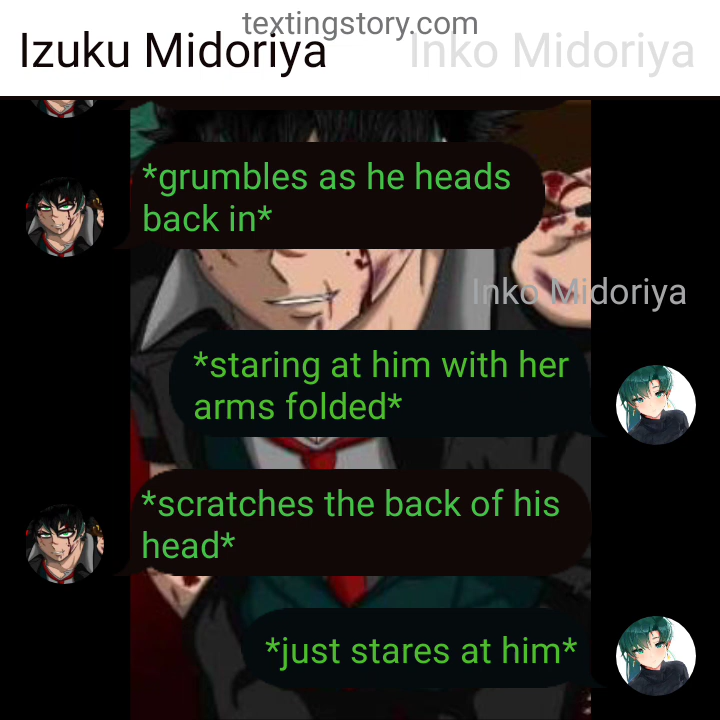 textingstory.com
Izuku Midoriya Inko Midoriya
*grumbles as he heads
back in*
Inko Midoriya
*staring at him with her
arms folded*
*scratches the back of his
head*
*just stares at him*